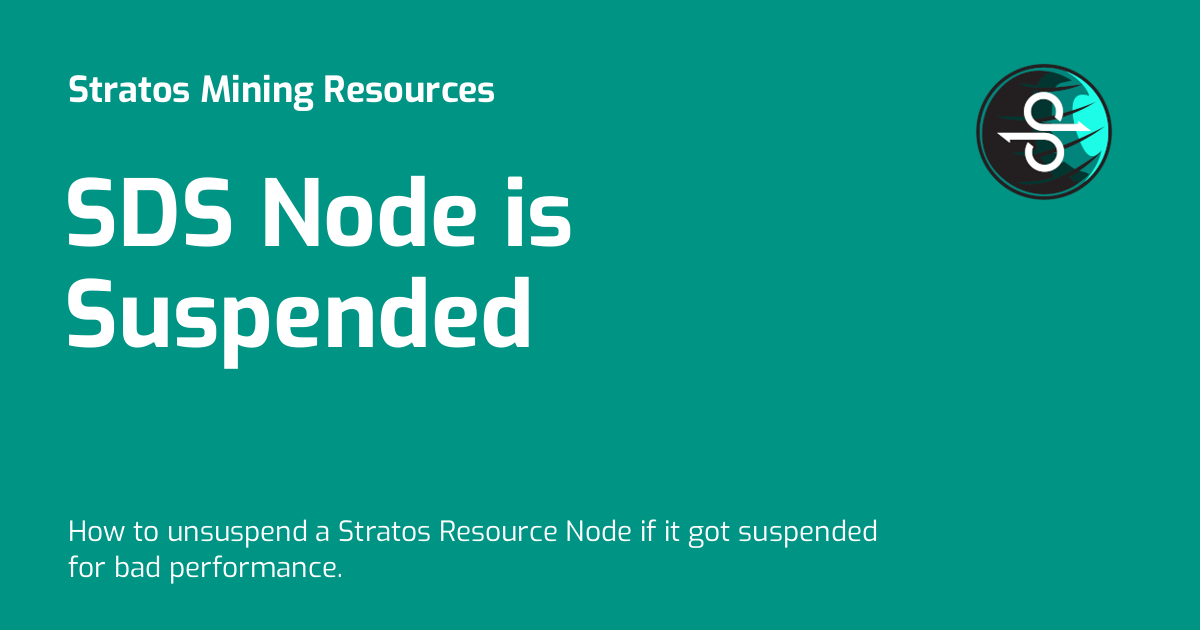 Stratos Mining Resources
SDS Node is
Suspended
How to unsuspend a Stratos Resource Node if it got suspended
for bad performance.